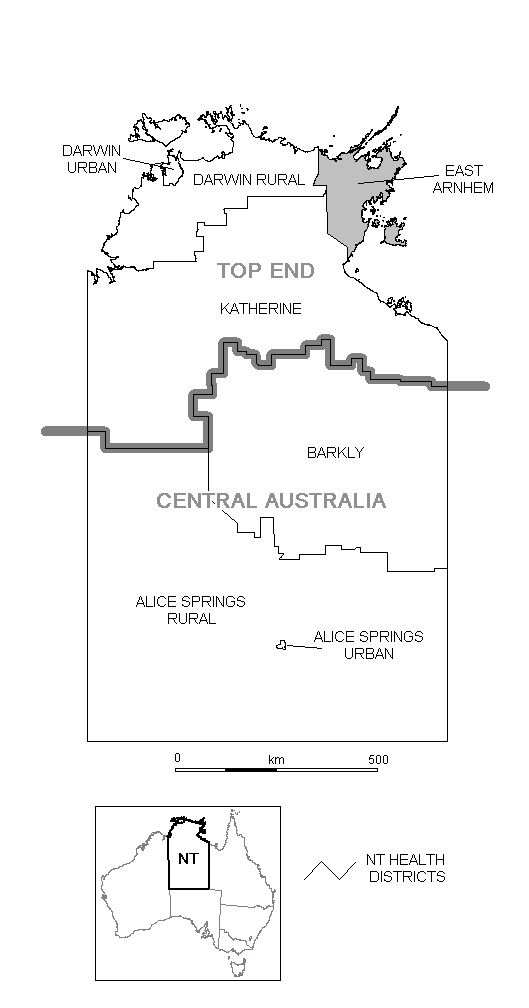 DARWIN
URBAN
DARWIN RURAL
EAST
ARNHEM
TOP END
KATHERINE
BARKLY
CENTRAL AUSTRALIA
ALICE SPRINGS
RURAL
ALICE SPRINGS
URBAN
0 km 500
NT
NT HEALTH
DISTRICTS